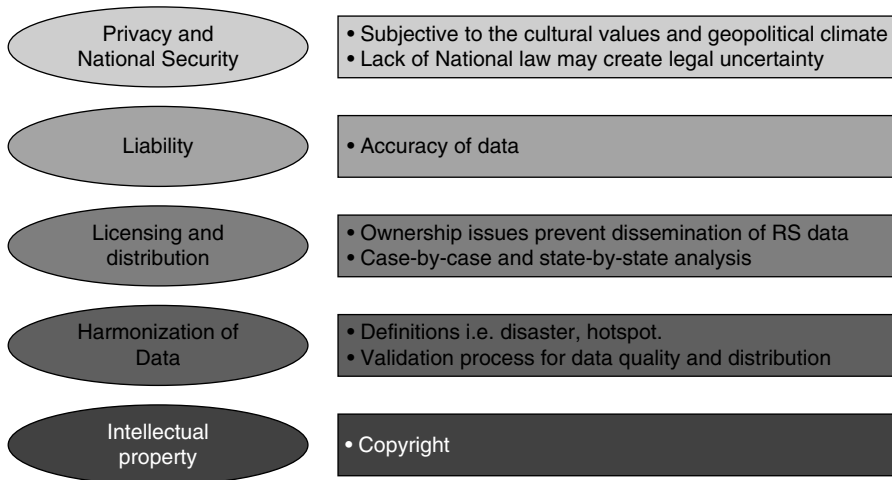 Privacy and
National Security
• Subjective to the cultural values and geopolitical climate
• Lack of National law may create legal uncertainty
Liability
• Accuracy of data
Licensing and
distribution
• Ownership issues prevent dissemination of RS data
• Case-by-case and state-by-state analysis
Harmonization of
Data
• Definitions i.e. disaster, hotspot.
• Validation process for data quality and distribution
Intellectual
property
• Copyright